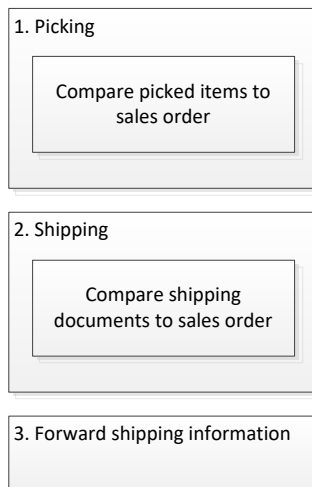 1. Picking
Compare picked items to
sales order
2. Shipping
Compare shipping
documents to sales order
3. Forward shipping information